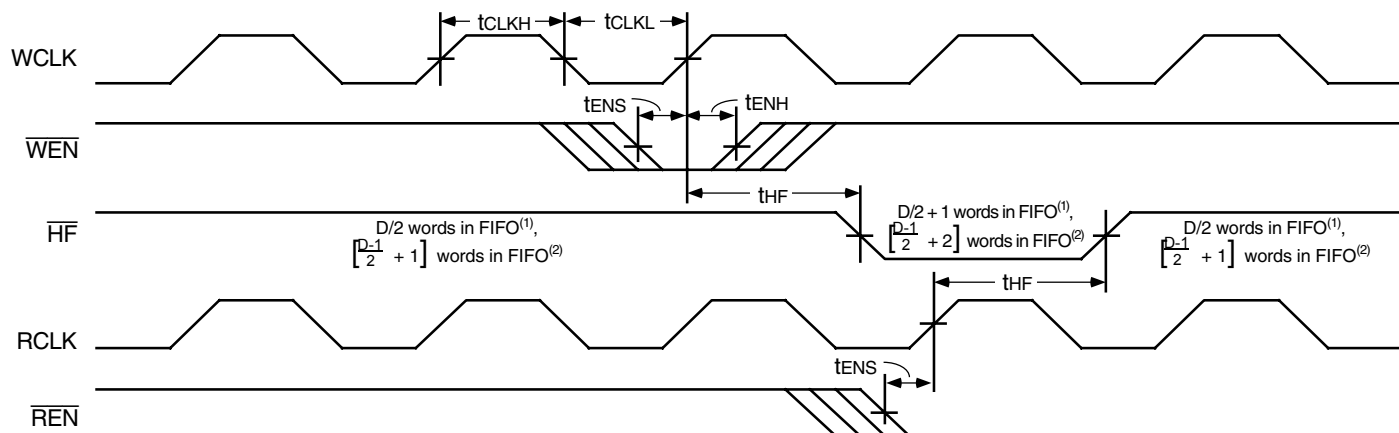 tCLKH
tCLKL
WCLK
tENS
tENH
WEN
tHF
HF
D/2 words in FIFO(1),
[D-1/2 + 1] words in FIFO(2)
D/2 + 1 words in FIFO(1),
[D-1/2 + 2] words in FIFO(2)
D/2 words in FIFO(1),
[D-1/2 + 1] words in FIFO(2)
tHF
RCLK
tENS
REN